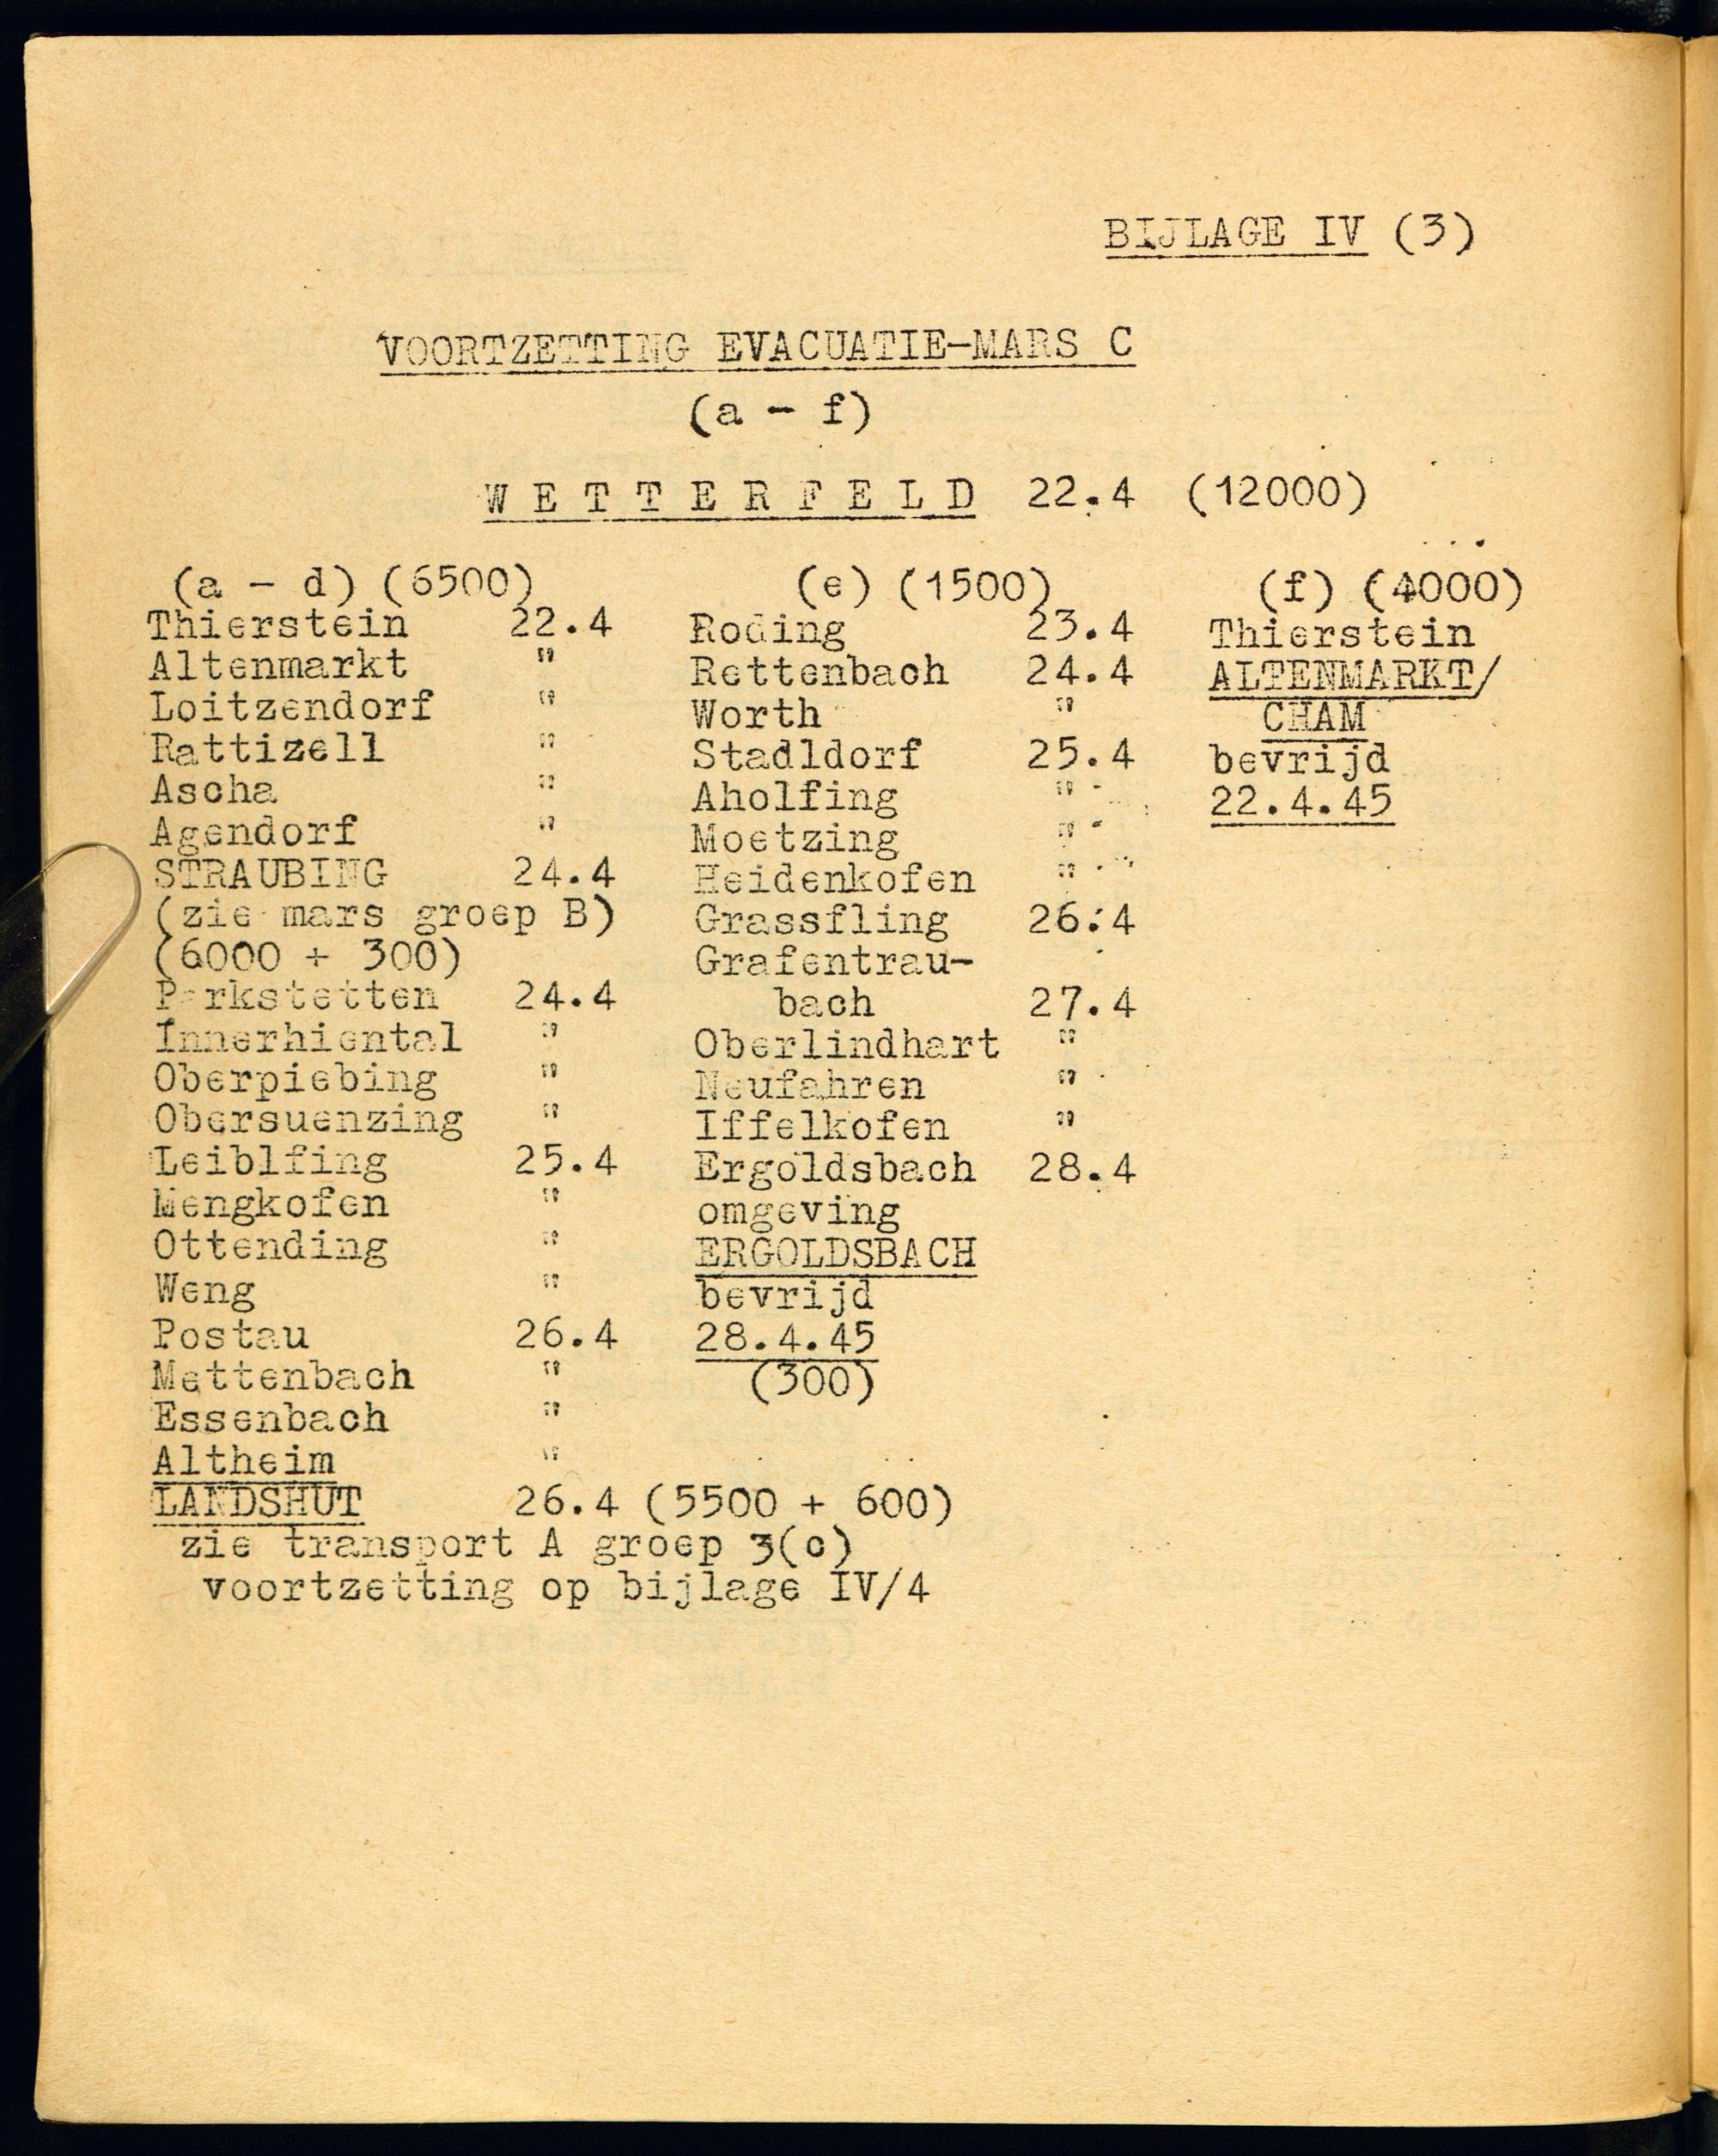 BIJLAGE IV (3)
VOORTZETTING EVACUATIE-MARS C
(a - f)
W E T T E R F E L D 22.4 (12000)
(a - d) (6500)
Thierstein 22.4
Altenmarkt "
Loitzendorf "
Rattizell "
Ascha "
Agendorf "
STRAUBING 24.4
(zie mars groep B)
(6000 + 300)
Parkstetten 24.4
Innerhiental "
Oberpiebing "
Obersuenzing "
Leiblfing 25.4
Mengkofen "
Ottending "
Weng "
Postau 26.4
Mettenbach "
Essenbach "
Altheim "
LANDSHUT 26.4 (5500 + 600)
zie transport A groep 3(c)
voortzetting op bijlage IV/4
(e) (1500)
Roding 23.4
Rettenbach 24.4
Worth "
Stadldorf 25.4
Aholfing "
Moetzing "
Heidenkofen "
Grassfling 26.4
Grafentrau-
bach 27.4
Oberlindhart "
Neufahren "
Iffelkofen "
Ergoldsbach 28.4
omgeving
ERGOLDSBACH
bevrijd
28.4.45
(300)
(f) (4000)
Thierstein
ALTENMARKT/
CHAM
bevrijd
22.4.45